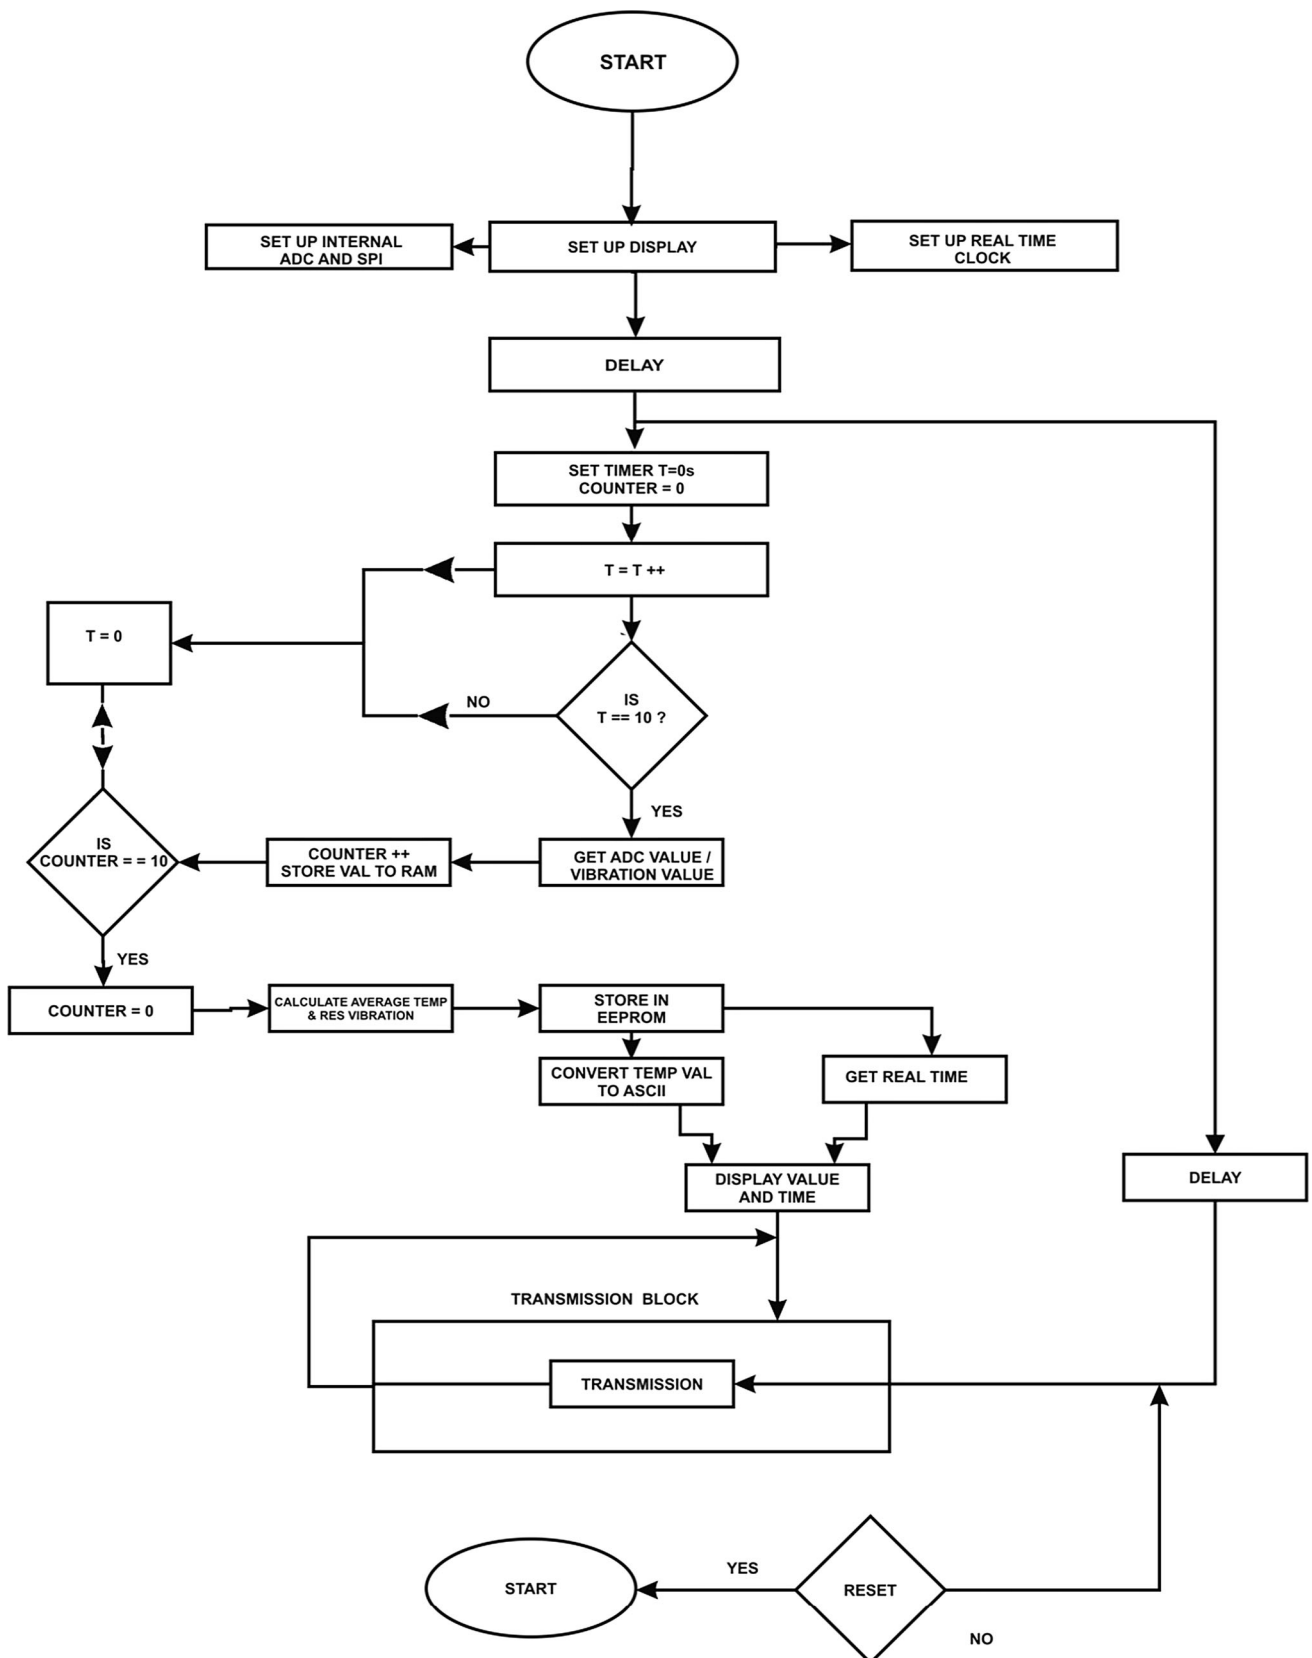 START
SET UP INTERNAL
ADC AND SPI
SET UP DISPLAY
SET UP REAL TIME
CLOCK
DELAY
SET TIMER T=0s
COUNTER = 0
T = T ++
T = 0
IS
T == 10 ?
NO
YES
IS
COUNTER = = 10
COUNTER ++
STORE VAL TO RAM
GET ADC VALUE /
VIBRATION VALUE
YES
COUNTER = 0
CALCULATE AVERAGE TEMP
& RES VIBRATION
STORE IN
EEPROM
CONVERT TEMP VAL
TO ASCII
GET REAL TIME
DISPLAY VALUE
AND TIME
DELAY
TRANSMISSION BLOCK
TRANSMISSION
START
YES
RESET
NO